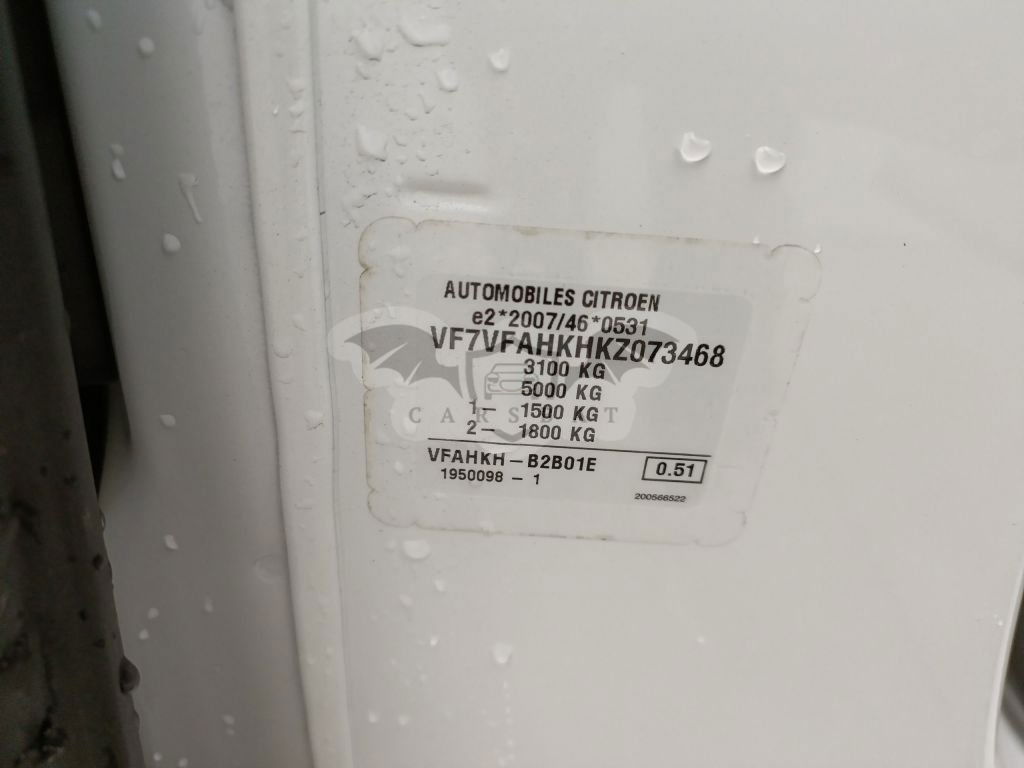 AUTOMOBILES CITROEN
e2*2007/46*0531
VF7VFAHKHKZ073468
3100 KG
5000 KG
1- 1500 KG
2- 1800 KG
VFAHKH-B2B01E 0.51
1950098 - 1
200566522